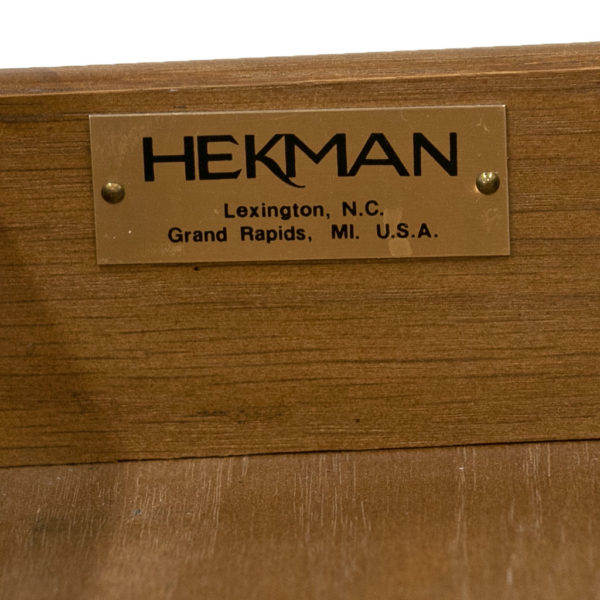 HEKMAN
Lexington, N.C.
Grand Rapids, MI. U.S.A.